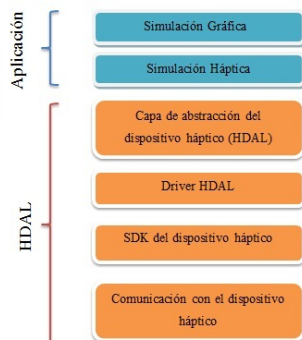 Aplicación
Simulación Gráfica
Simulación Háptica
HDAL
Capa de abstracción del
dispositivo háptico (HDAL)
Driver HDAL
SDK del dispositivo háptico
Comunicación con el dispositivo
háptico